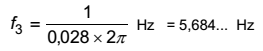 f₃ = 1 / (0,028 × 2π) Hz = 5,684... Hz